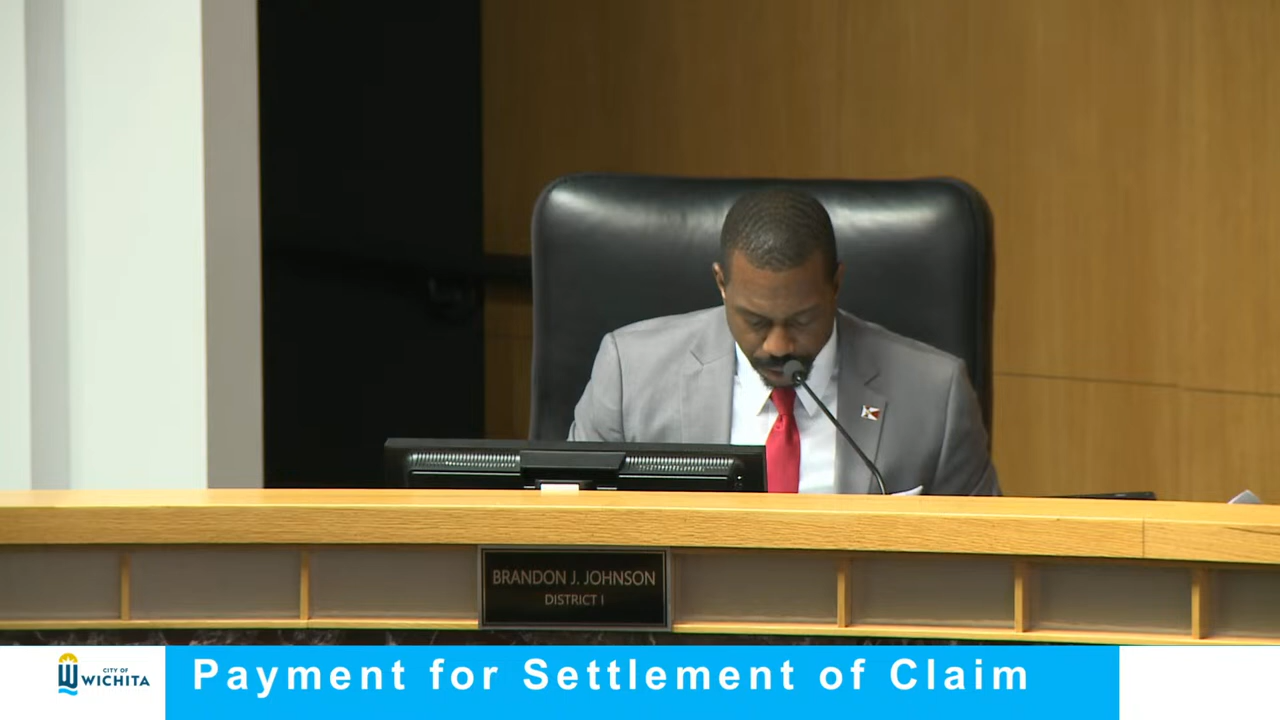 BRANDON J. JOHNSON
DISTRICT I
CITY OF
WICHITA
Payment for Settlement of Claim